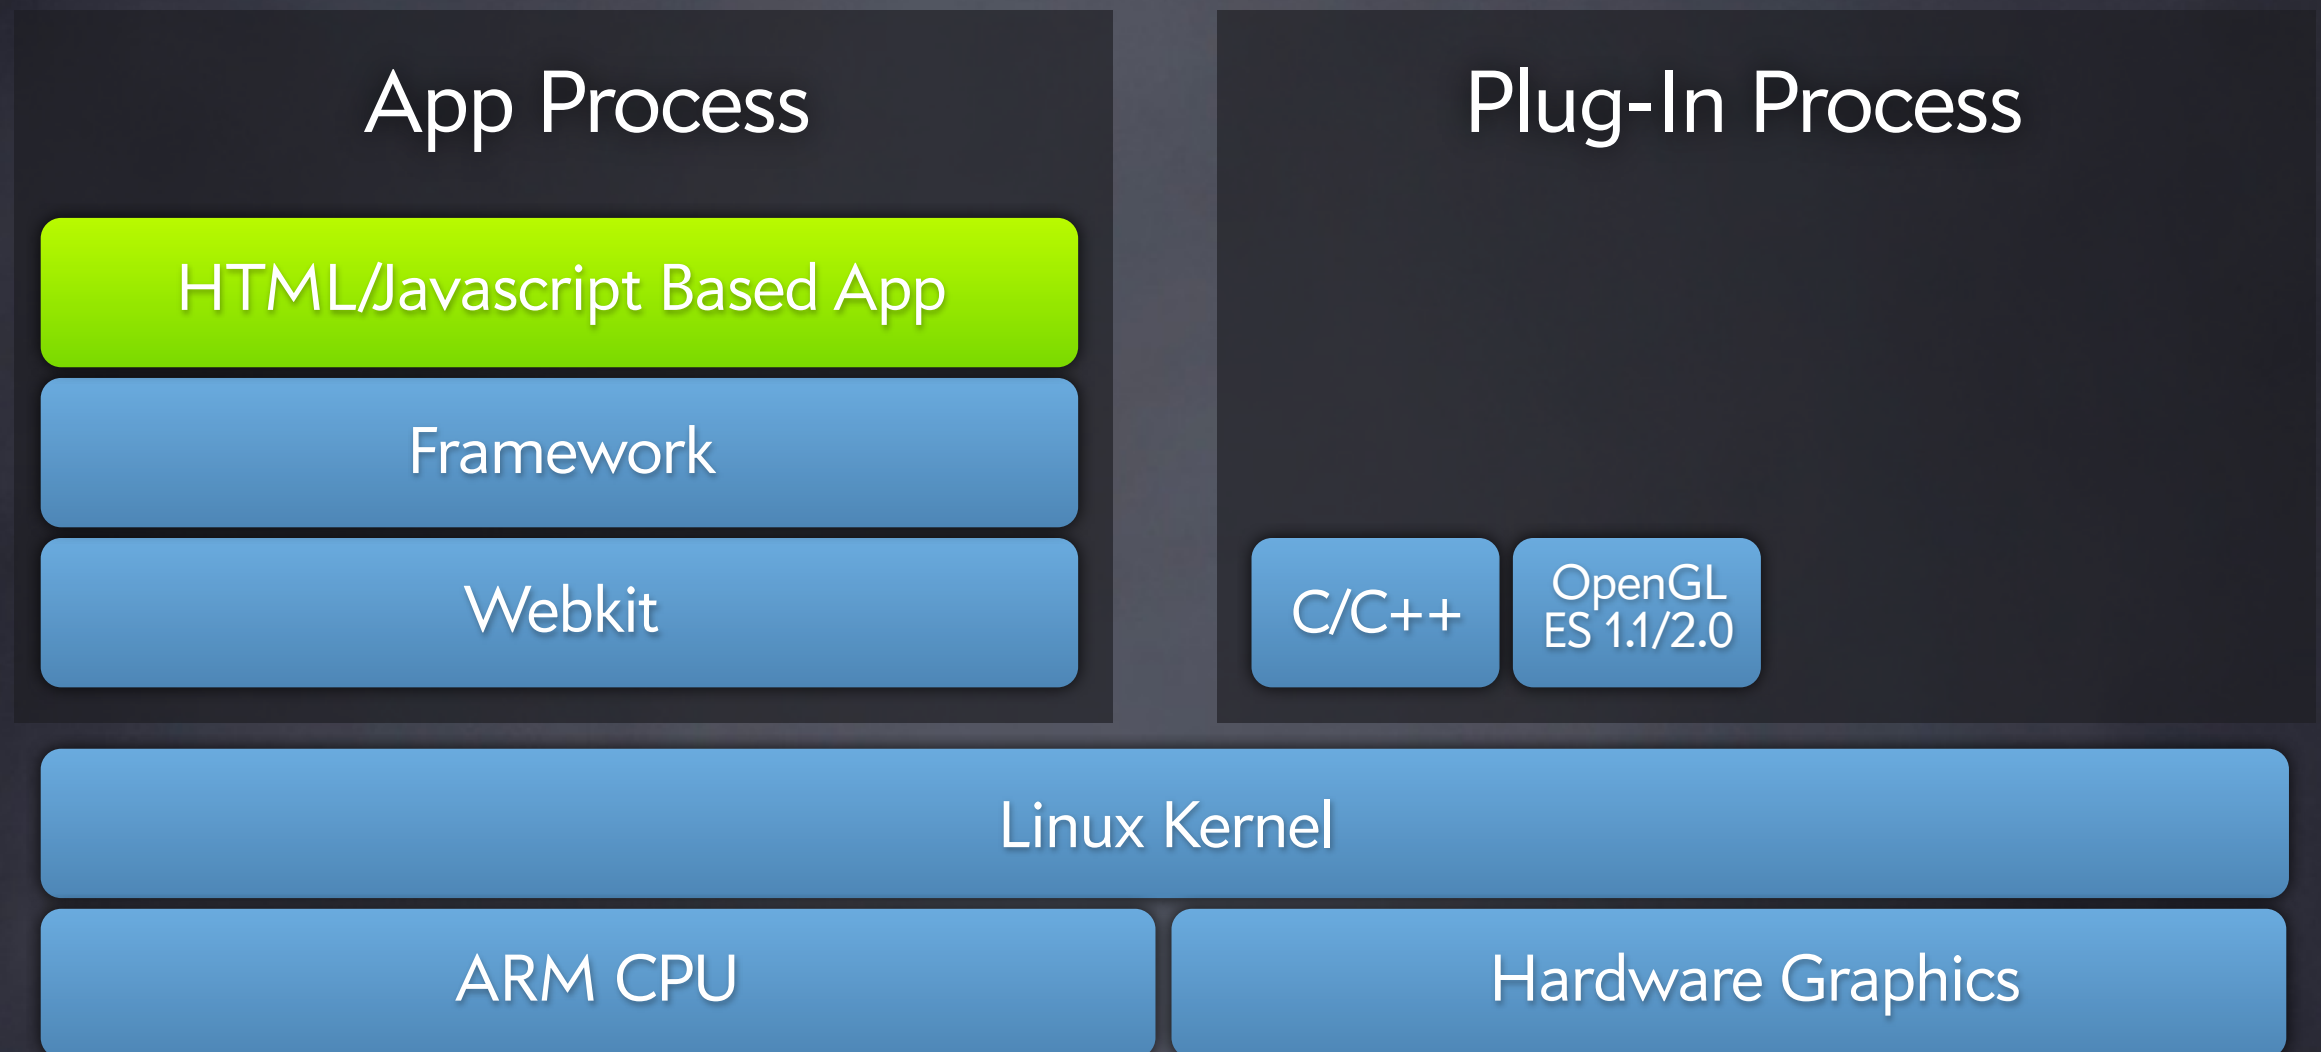 App Process
Plug-In Process
HTML/Javascript Based App
Framework
Webkit
C/C++
OpenGL
ES 1.1/2.0
Linux Kernel
ARM CPU
Hardware Graphics